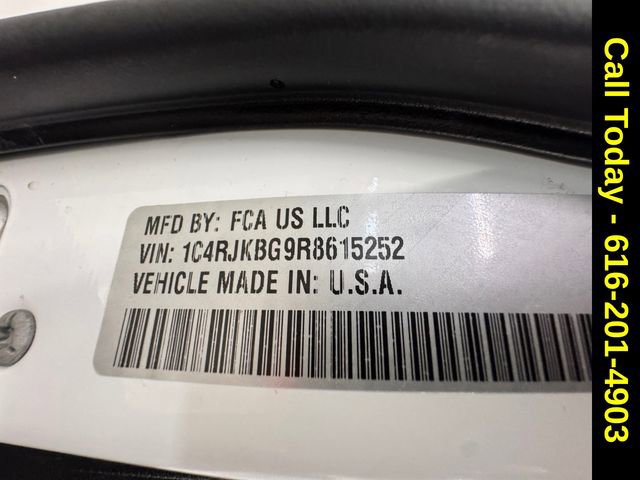 MFD BY: FCA US LLC
VIN: 1C4RJKBG9R8615252
VEHICLE MADE IN: U.S.A.
Call Today - 616-201-4903